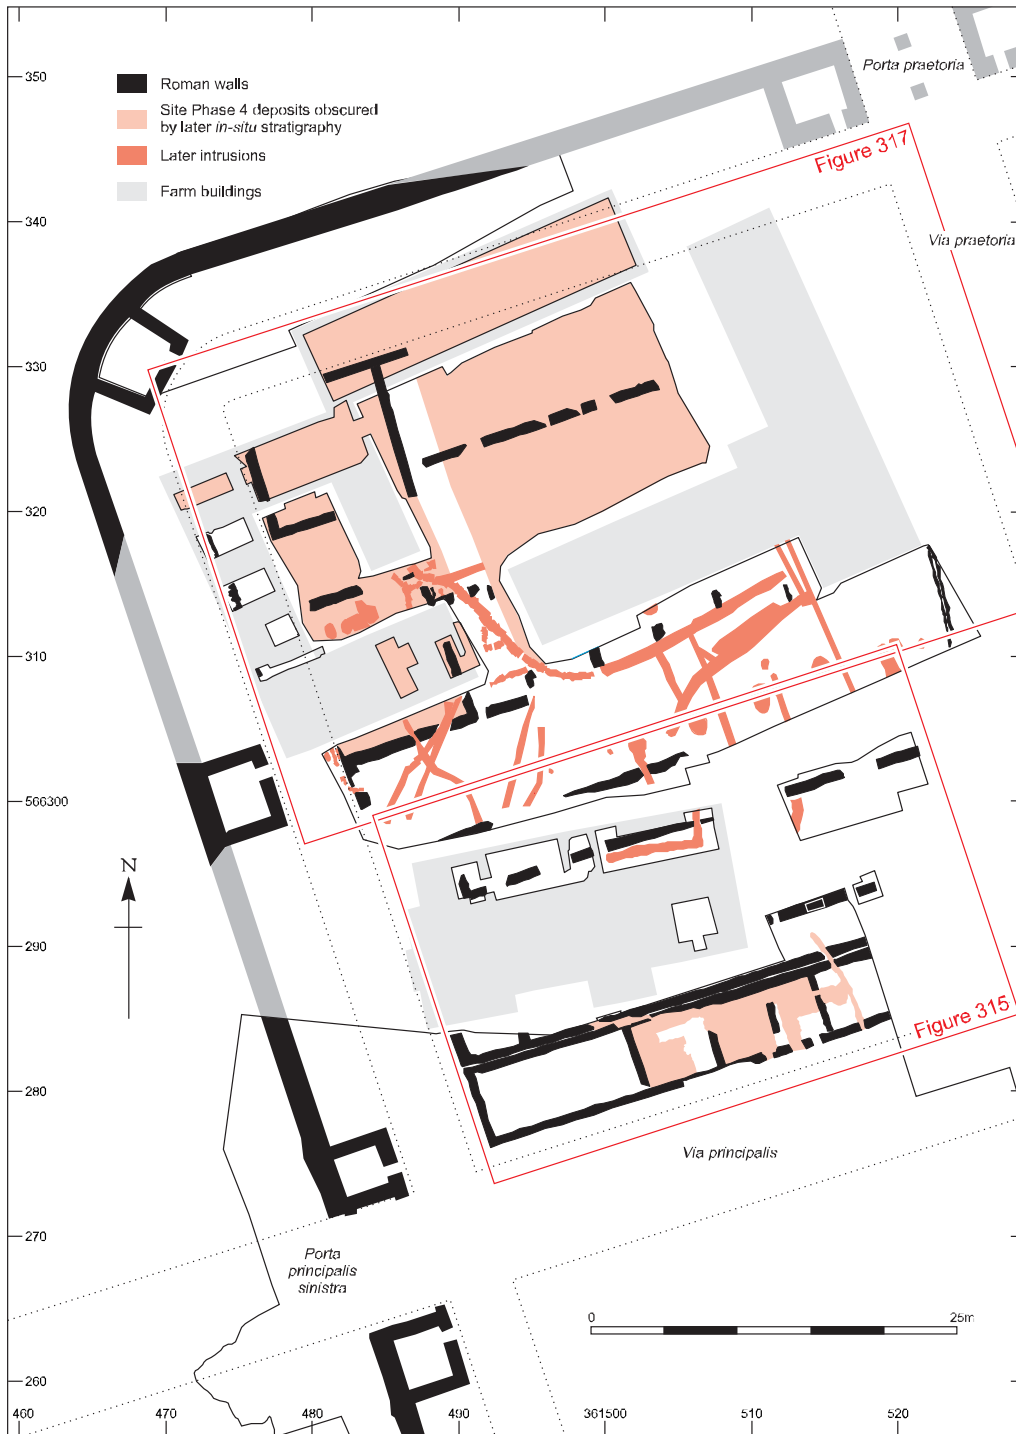 350
340
330
320
310
566300
290
280
270
260
Roman walls
Site Phase 4 deposits obscured
by later in-situ stratigraphy
Later intrusions
Farm buildings
Porta praetoria
Figure 317
Via praetoria
N
Figure 315
Via principalis
Porta
principalis
sinistra
0
25m
460
470
480
490
301500
510
520